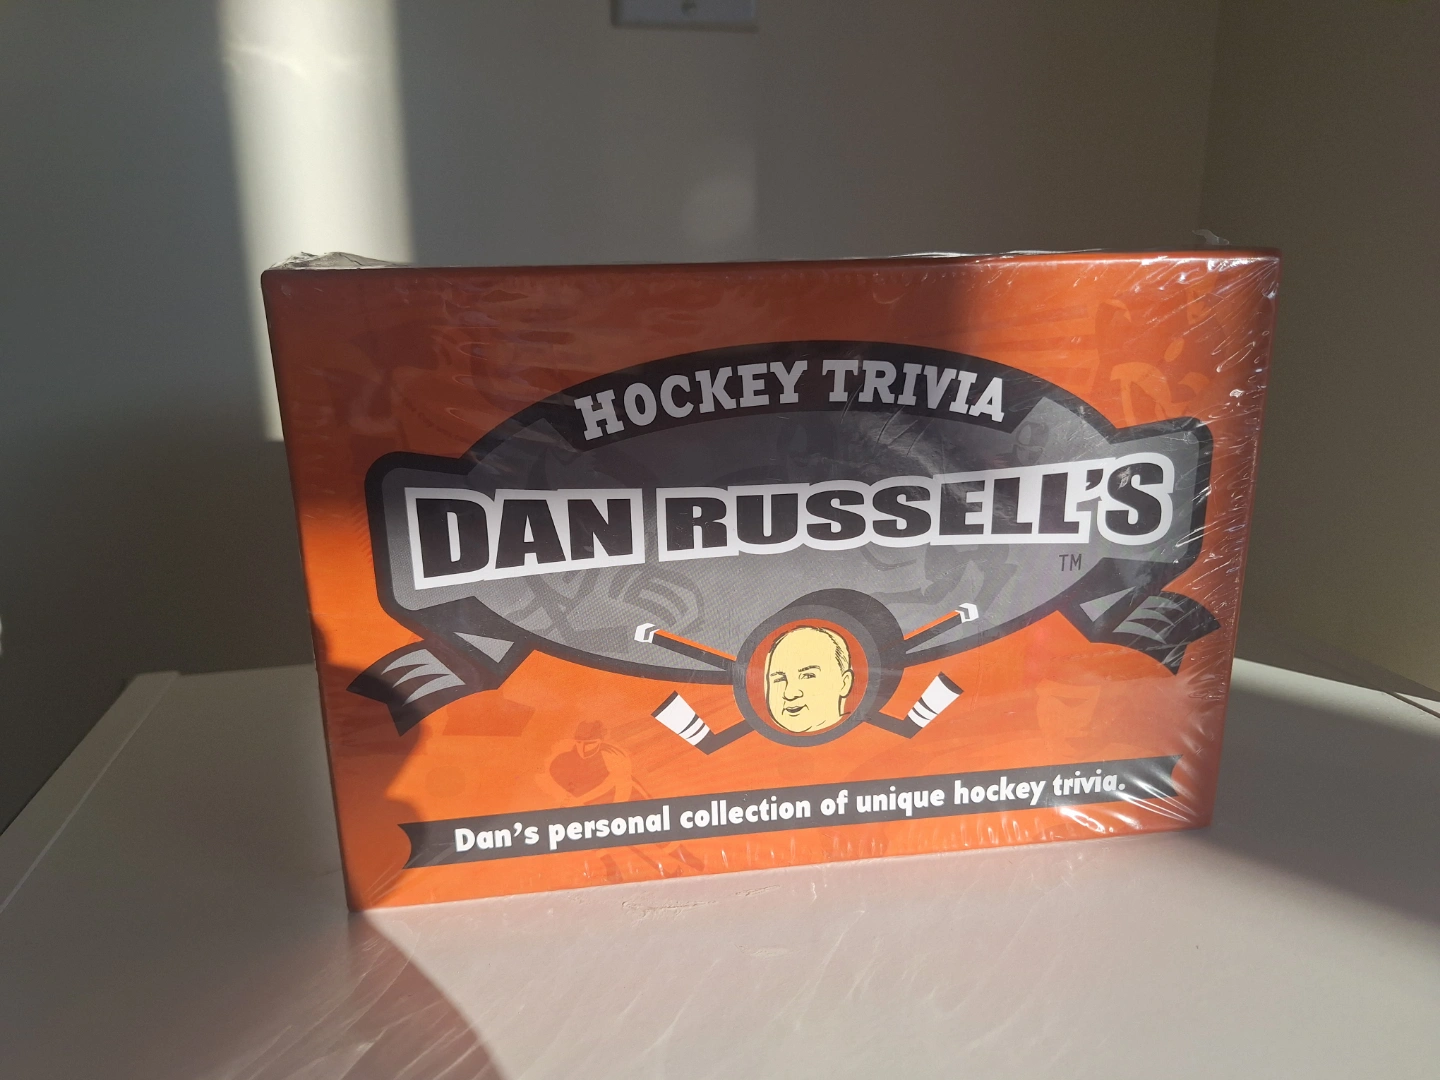 HOCKEY TRIVIA
DAN RUSSELL'S
TM
Dan's personal collection of unique hockey trivia.